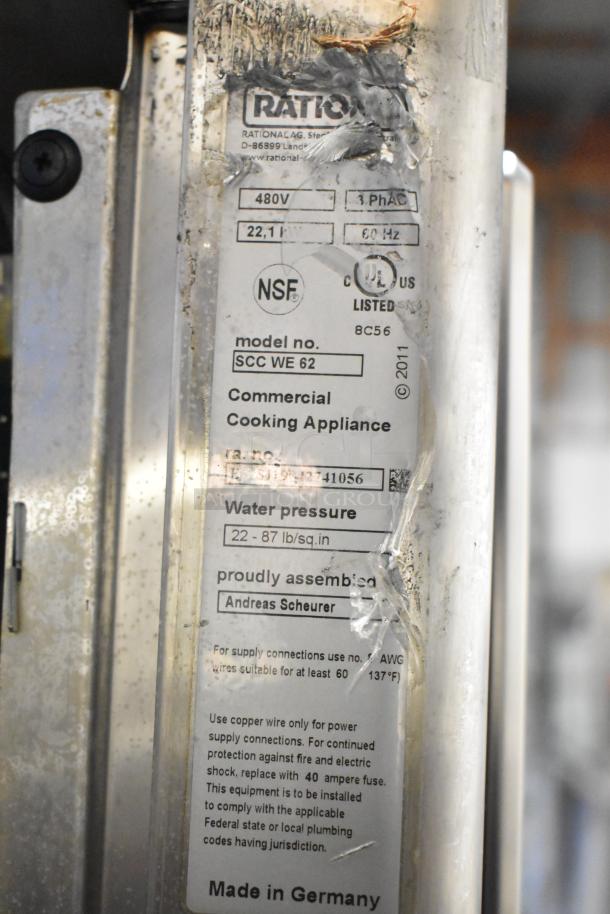 RATIONAL AG,
D-86899
www.rational-
480V 3 PhAC
22,1 60 Hz
NSF
C UL US
LISTED
8C56
model no.
SCC WE 62
© 2011
Commercial
Cooking Appliance
Water pressure
22 - 87 lb/sq.in
proudly assembled
Andreas Scheurer
For supply connections use no. AWG
wires suitable for at least 60 137°F)
Use copper wire only for power
supply connections. For continued
protection against fire and electric
shock, replace with 40 ampere fuse.
This equipment is to be installed
to comply with the applicable
Federal state or local plumbing
codes having jurisdiction.
Made in Germany